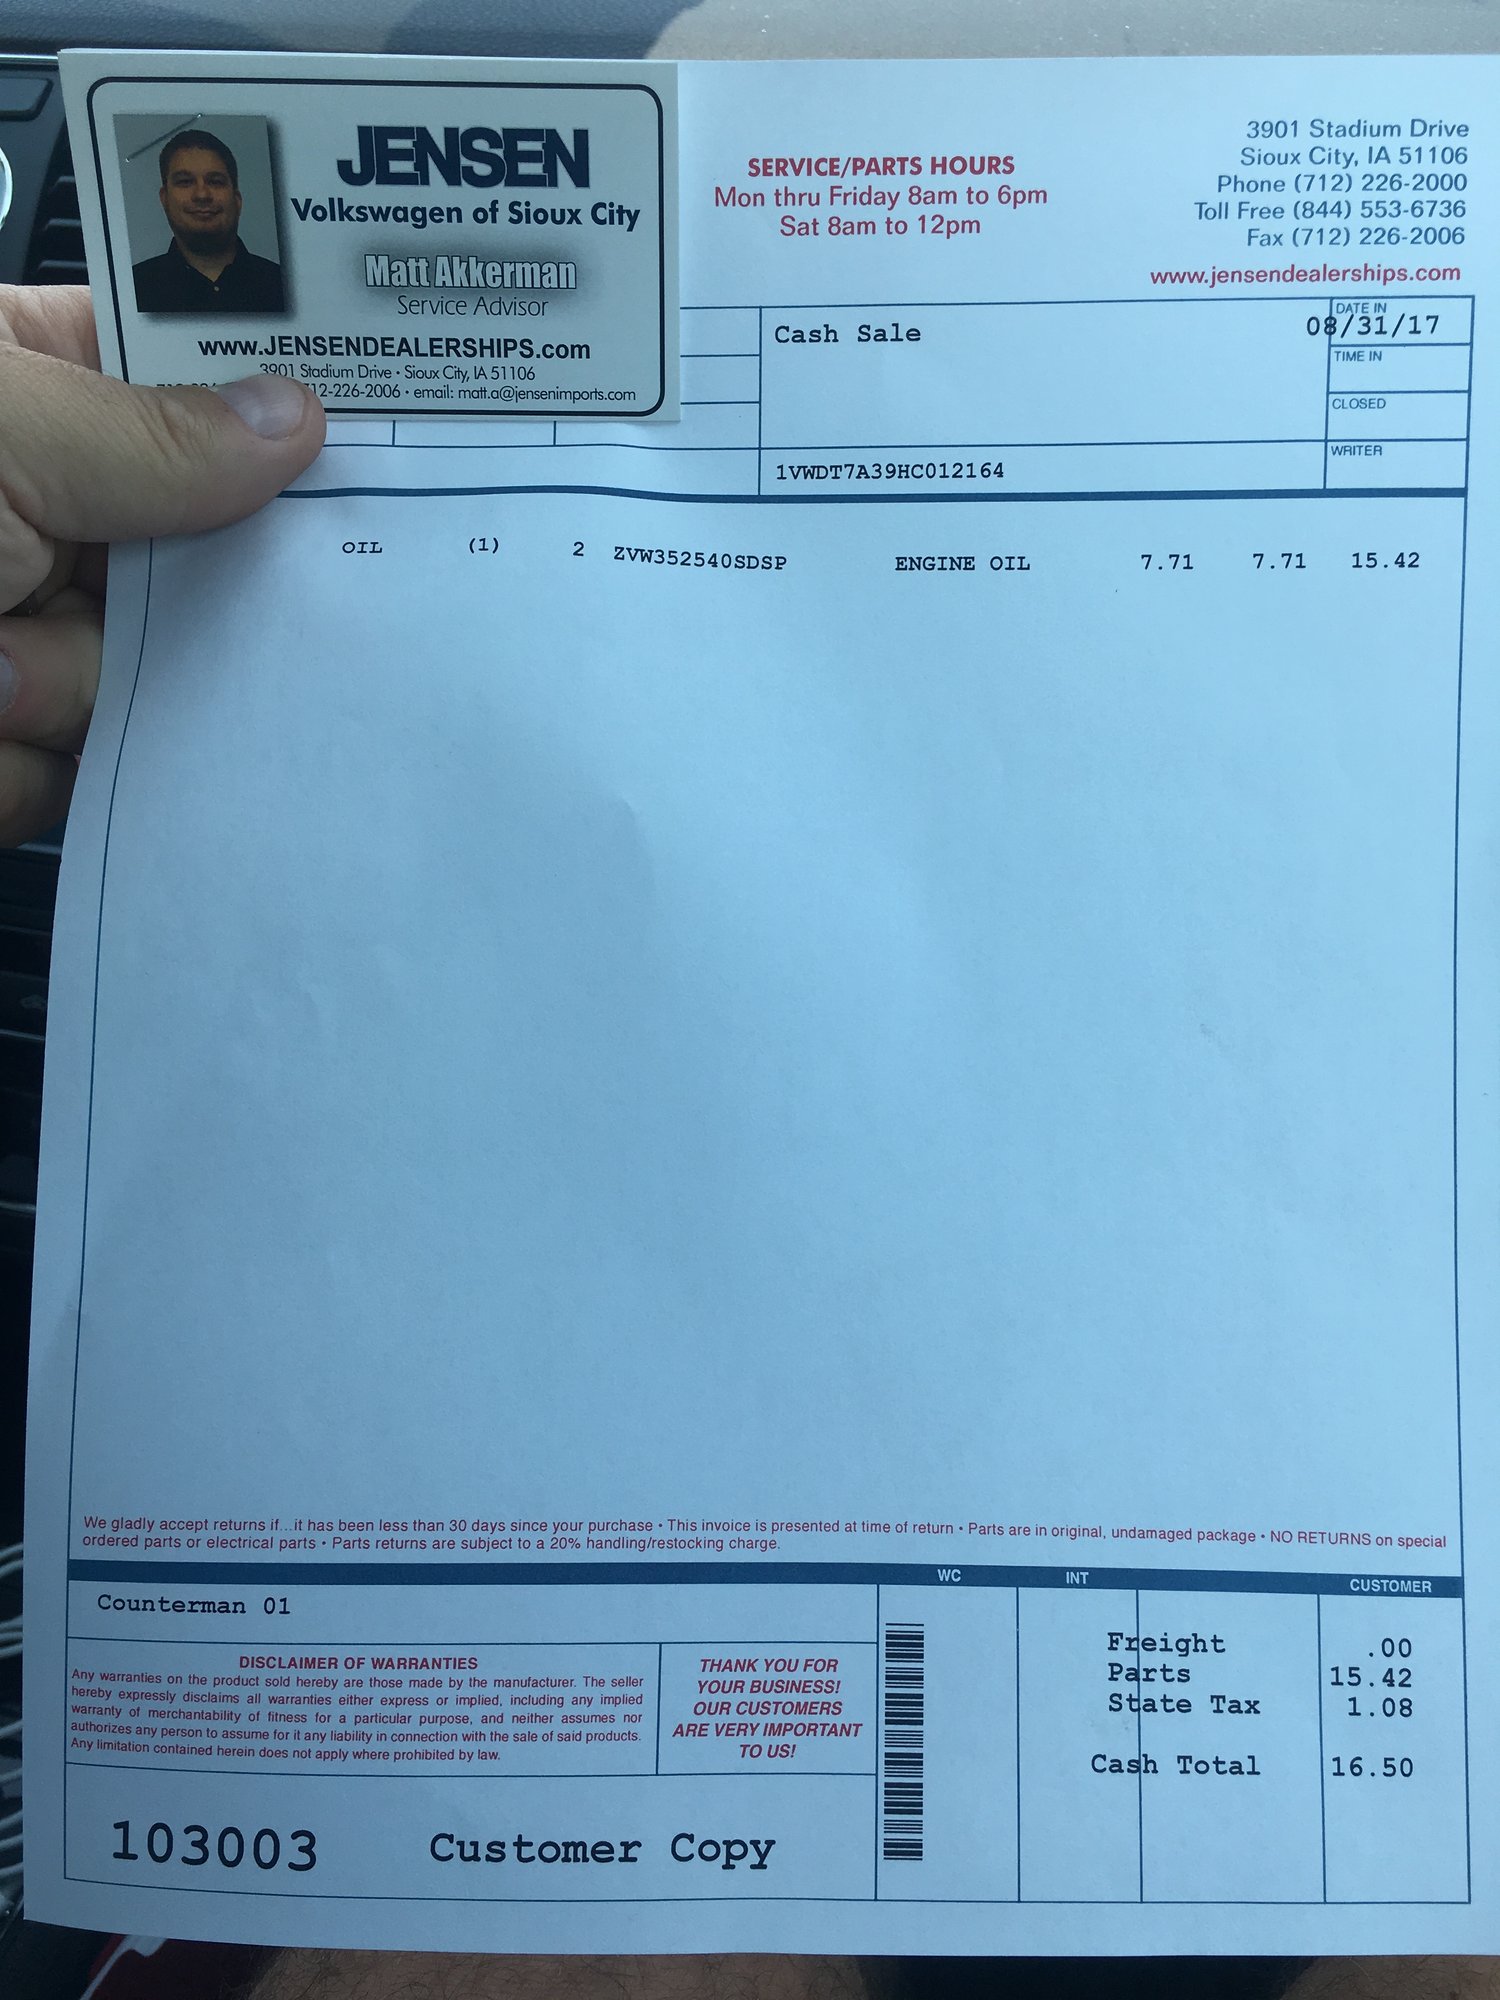 JENSEN
Volkswagen of Sioux City
Matt Akkerman
Service Advisor
www.JENSENDEALERSHIPS.com
3901 Stadium Drive • Sioux City, IA 51106
12-226-2006 • email: matt.a@jensenimports.com
SERVICE/PARTS HOURS
Mon thru Friday 8am to 6pm
Sat 8am to 12pm
3901 Stadium Drive
Sioux City, IA 51106
Phone (712) 226-2000
Toll Free (844) 553-6736
Fax (712) 226-2006
www.jensendealerships.com
Cash Sale
DATE IN
08/31/17
TIME IN
CLOSED
WRITER
1VWDT7A39HC012164
OIL (1) 2 ZVW352540SDSP ENGINE OIL 7.71 7.71 15.42
We gladly accept returns if...it has been less than 30 days since your purchase • This invoice is presented at time of return • Parts are in original, undamaged package • NO RETURNS on special
ordered parts or electrical parts • Parts returns are subject to a 20% handling/restocking charge.
WC INT CUSTOMER
Counterman 01
DISCLAIMER OF WARRANTIES
Any warranties on the product sold hereby are those made by the manufacturer. The seller
hereby expressly disclaims all warranties either express or implied, including any implied
warranty of merchantability of fitness for a particular purpose, and neither assumes nor
authorizes any person to assume for it any liability in connection with the sale of said products.
Any limitation contained herein does not apply where prohibited by law.
THANK YOU FOR
YOUR BUSINESS!
OUR CUSTOMERS
ARE VERY IMPORTANT
TO US!
Freight .00
Parts 15.42
State Tax 1.08
Cash Total 16.50
103003 Customer Copy